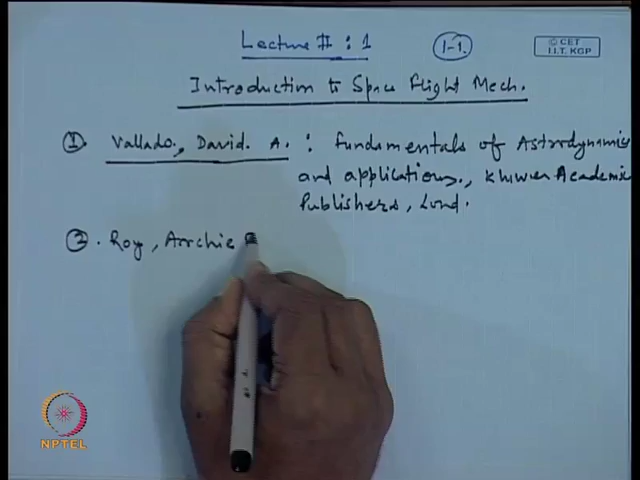 Lecture # : 1
1-1.
© CET
I.I.T. KGP
Introduction to Space Flight Mech.
1. Vallado., David. A. : Fundamentals of Astrodynamics
and applications., Kluwer Academic
Publishers, Lond.
2. Roy, Archie
NPTEL